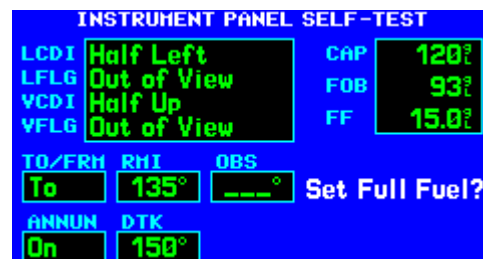 INSTRUMENT PANEL SELF-TEST
LCDI Half Left
LFLG Out of View
VCDI Half Up
VFLG Out of View
CAP 120
FOB 93
FF 15.0
TO/FRM RMI OBS
To 135° ___°
Set Full Fuel?
ANNUN DTK
On 150°